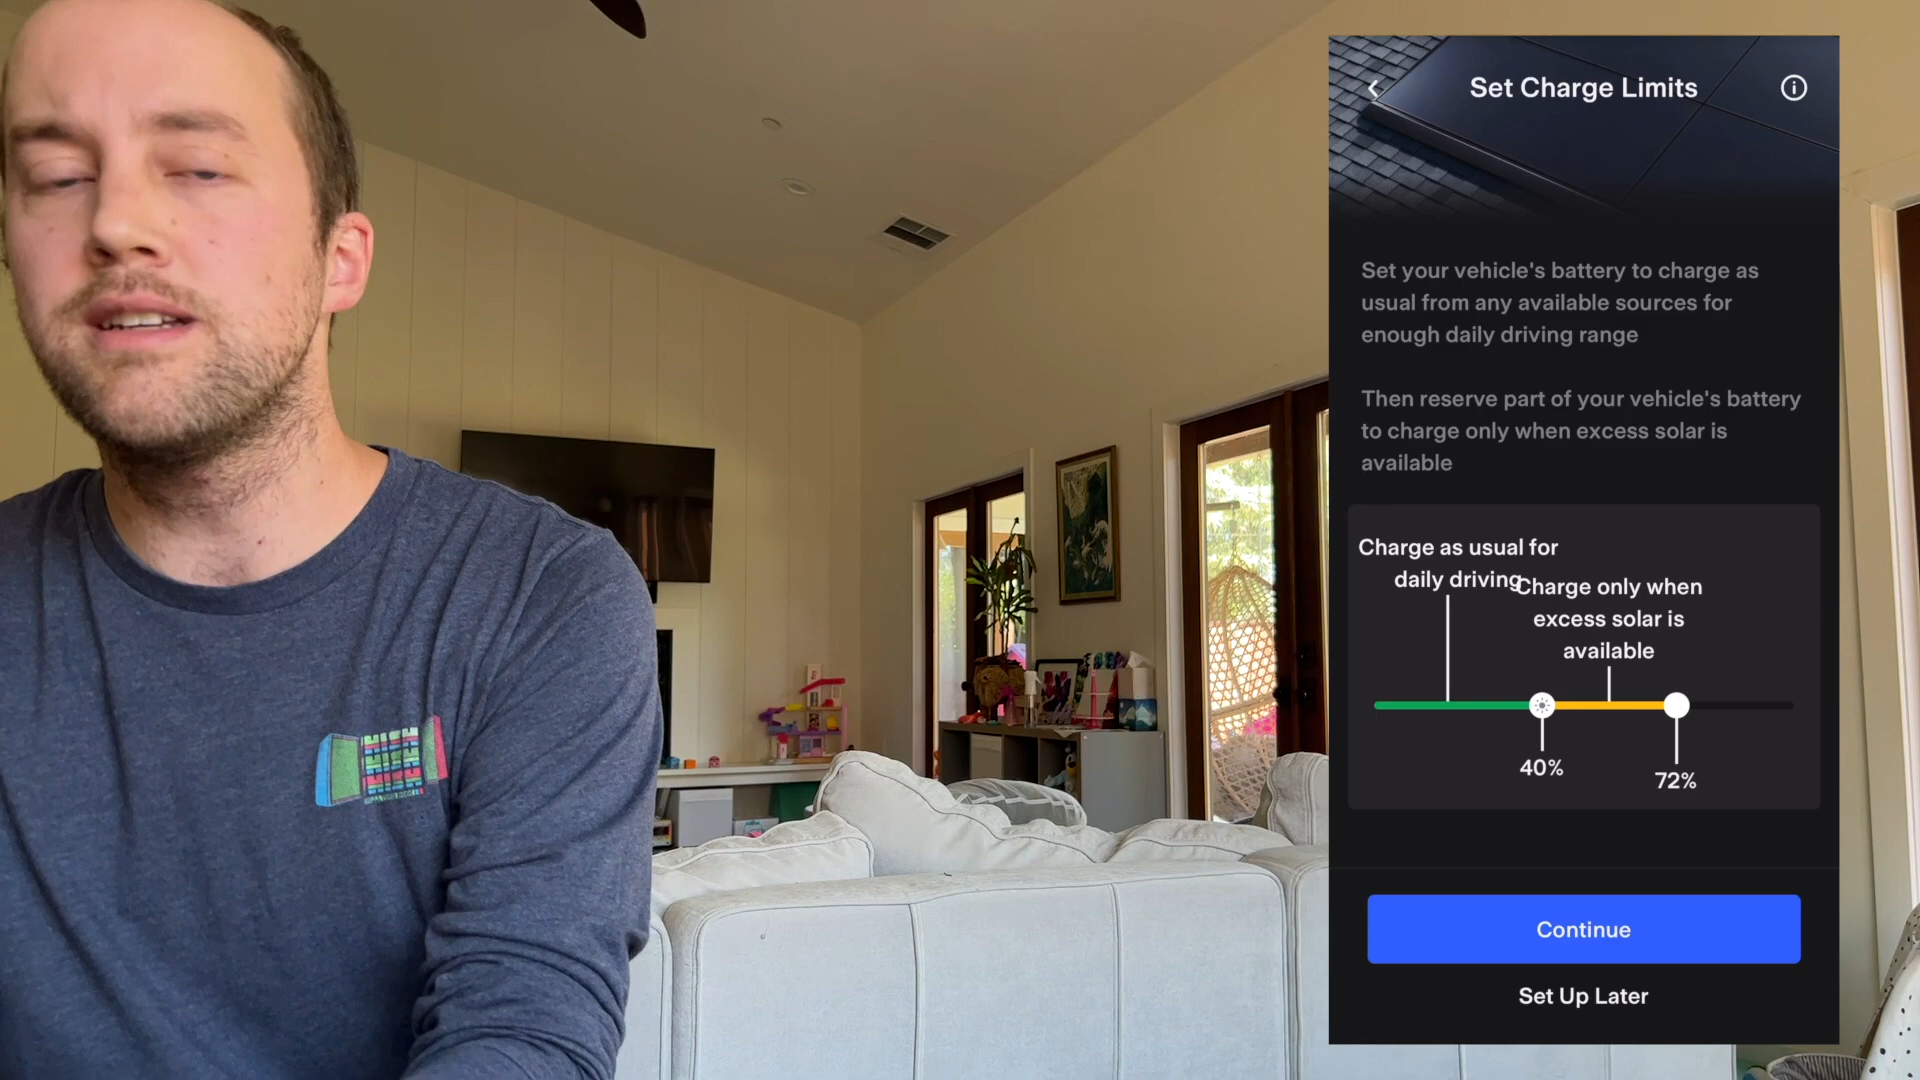 Set Charge Limits
Set your vehicle's battery to charge as
usual from any available sources for
enough daily driving range
Then reserve part of your vehicle's battery
to charge only when excess solar is
available
Charge as usual for
daily driving
Charge only when
excess solar is
available
40%
72%
Continue
Set Up Later